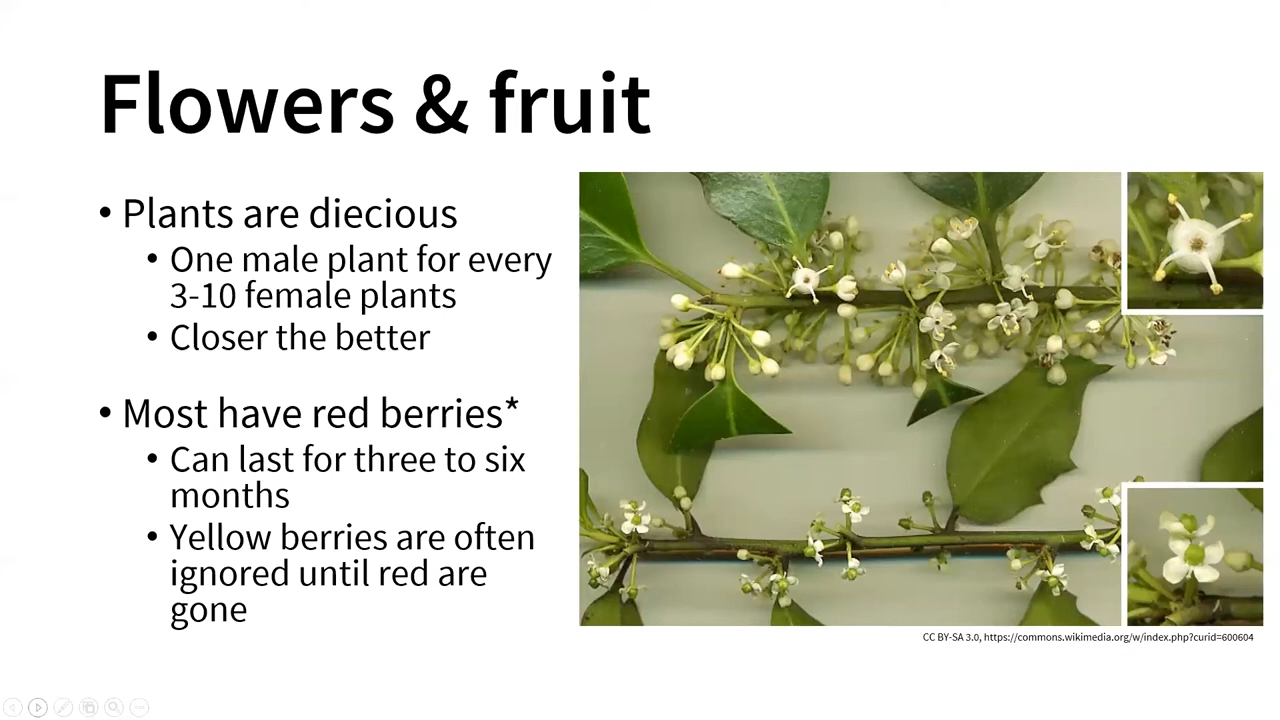 Flowers & fruit
• Plants are diecious
• One male plant for every
3-10 female plants
• Closer the better
• Most have red berries*
• Can last for three to six
months
• Yellow berries are often
ignored until red are
gone
CC BY-SA 3.0, https://commons.wikimedia.org/w/index.php?curid=600604